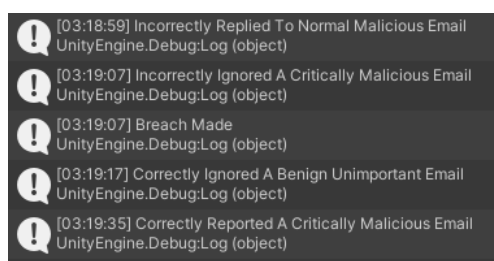 [03:18:59] Incorrectly Replied To Normal Malicious Email
UnityEngine.Debug:Log (object)
[03:19:07] Incorrectly Ignored A Critically Malicious Email
UnityEngine.Debug:Log (object)
[03:19:07] Breach Made
UnityEngine.Debug:Log (object)
[03:19:17] Correctly Ignored A Benign Unimportant Email
UnityEngine.Debug:Log (object)
[03:19:35] Correctly Reported A Critically Malicious Email
UnityEngine.Debug:Log (object)